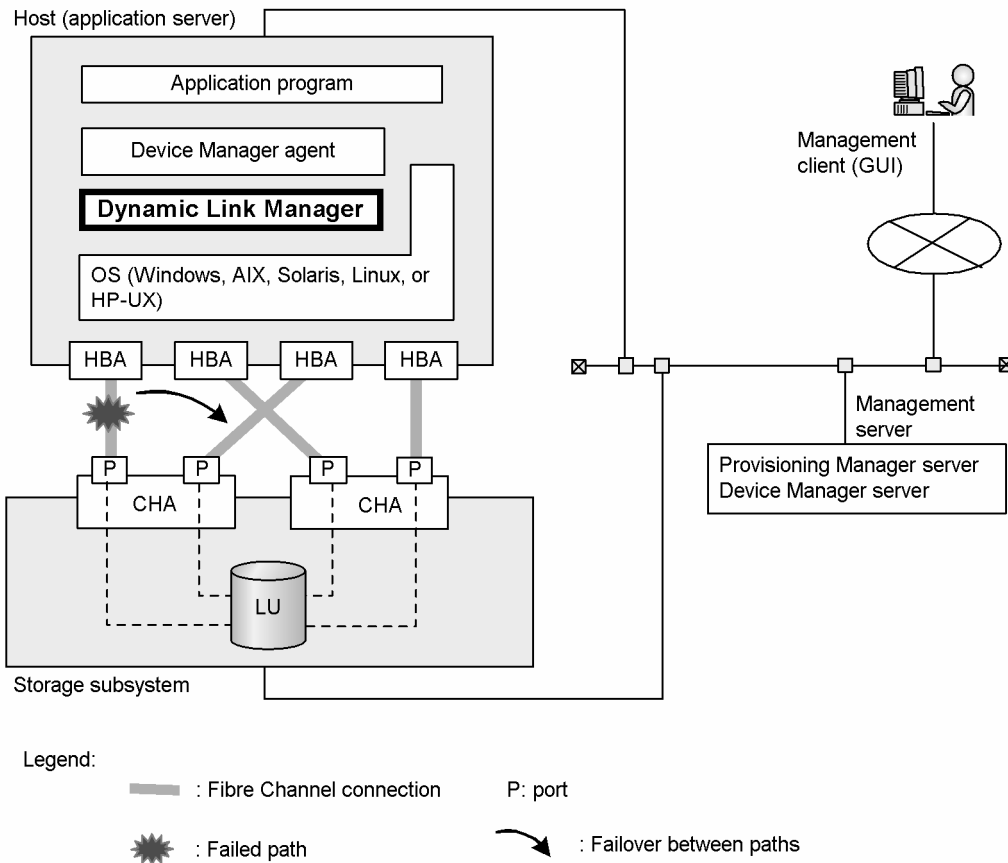 Host (application server)
Application program
Device Manager agent
Dynamic Link Manager
OS (Windows, AIX, Solaris, Linux, or
HP-UX)
HBA HBA HBA HBA
Management
client (GUI)
Management
server
Provisioning Manager server
Device Manager server
P P P P
CHA CHA
LU
Storage subsystem
Legend:
: Fibre Channel connection P: port
: Failed path : Failover between paths